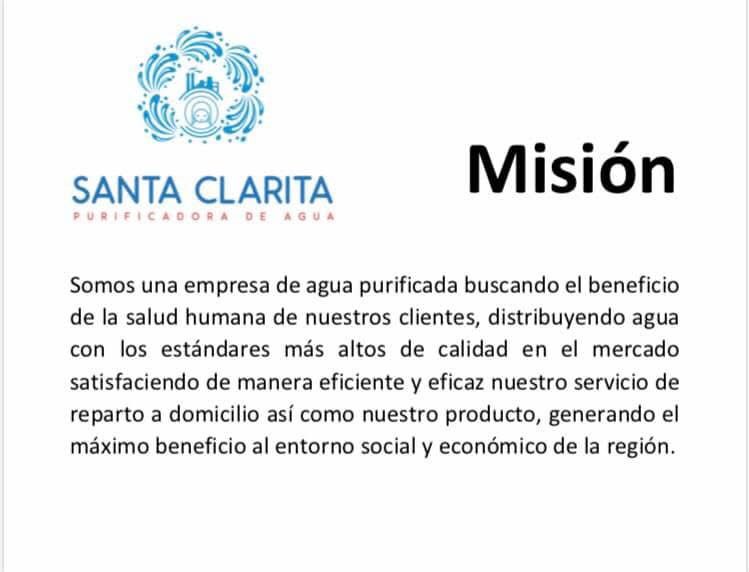 SANTA CLARITA
PURIFICADORA DE AGUA
Misión
Somos una empresa de agua purificada buscando el beneficio
de la salud humana de nuestros clientes, distribuyendo agua
con los estándares más altos de calidad en el mercado
satisfaciendo de manera eficiente y eficaz nuestro servicio de
reparto a domicilio así como nuestro producto, generando el
máximo beneficio al entorno social y económico de la región.